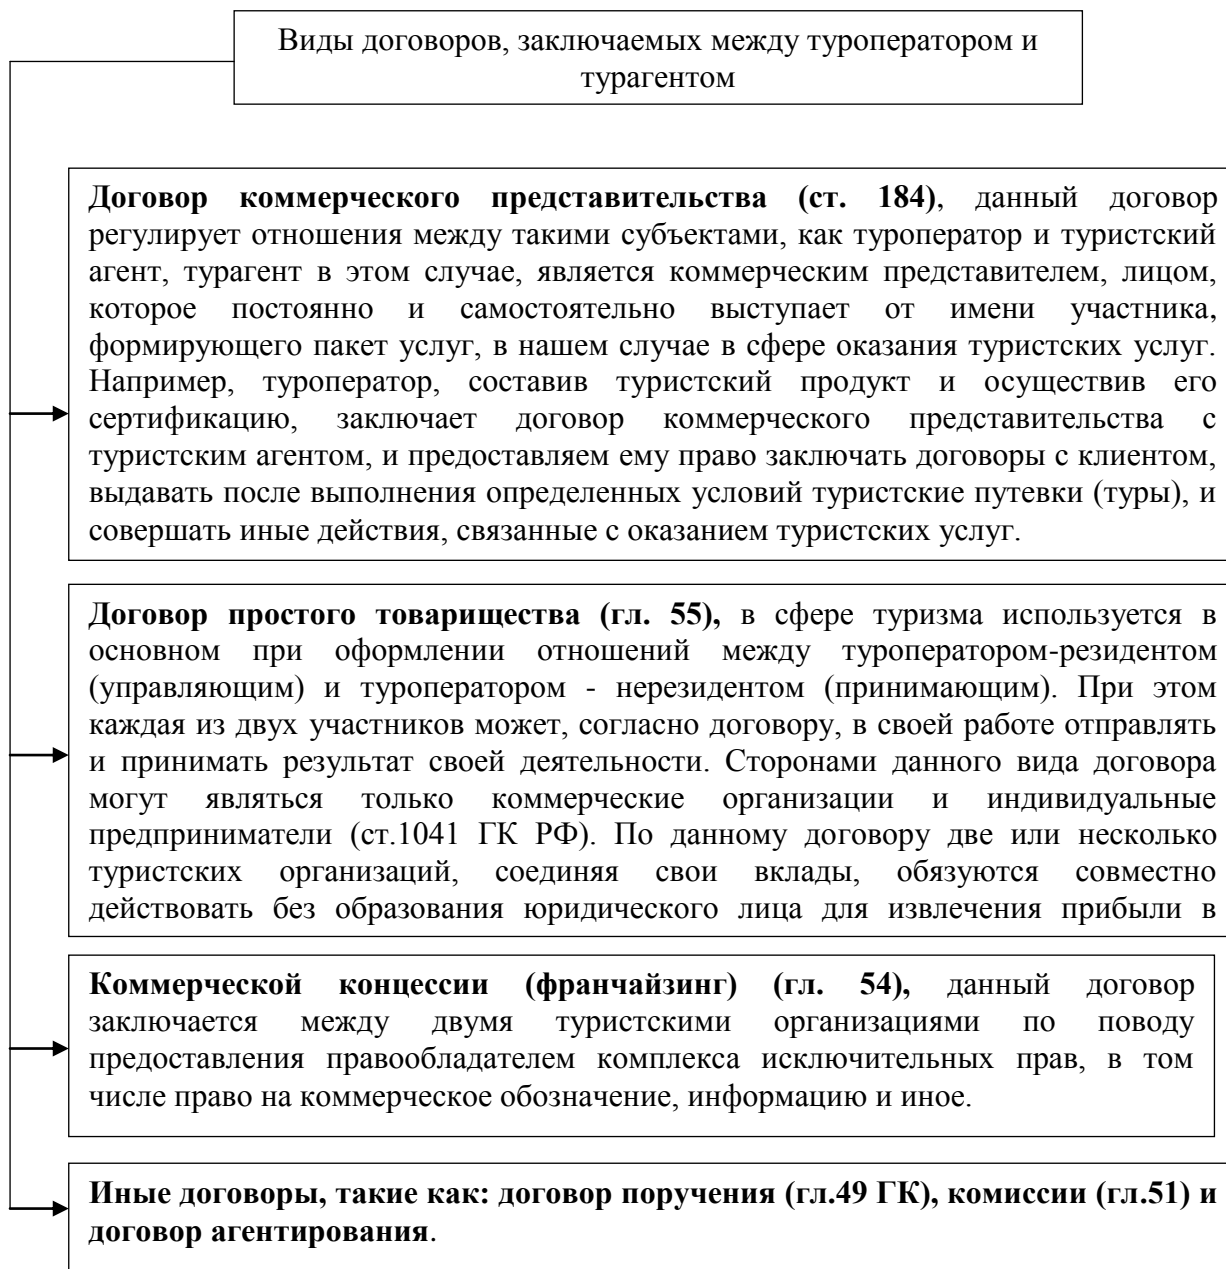 Виды договоров, заключаемых между туроператором и
турагентом
Договор коммерческого представительства (ст. 184), данный договор
регулирует отношения между такими субъектами, как туроператор и туристский
агент, турагент в этом случае, является коммерческим представителем, лицом,
которое постоянно и самостоятельно выступает от имени участника,
формирующего пакет услуг, в нашем случае в сфере оказания туристских услуг.
Например, туроператор, составив туристский продукт и осуществив его
сертификацию, заключает договор коммерческого представительства с
туристским агентом, и предоставляем ему право заключать договоры с клиентом,
выдавать после выполнения определенных условий туристские путевки (туры), и
совершать иные действия, связанные с оказанием туристских услуг.
Договор простого товарищества (гл. 55), в сфере туризма используется в
основном при оформлении отношений между туроператором-резидентом
(управляющим) и туроператором - нерезидентом (принимающим). При этом
каждая из двух участников может, согласно договору, в своей работе отправлять
и принимать результат своей деятельности. Сторонами данного вида договора
могут являться только коммерческие организации и индивидуальные
предприниматели (ст.1041 ГК РФ). По данному договору две или несколько
туристских организаций, соединяя свои вклады, обязуются совместно
действовать без образования юридического лица для извлечения прибыли в
Коммерческой концессии (франчайзинг) (гл. 54), данный договор
заключается между двумя туристскими организациями по поводу
предоставления правообладателем комплекса исключительных прав, в том
числе право на коммерческое обозначение, информацию и иное.
Иные договоры, такие как: договор поручения (гл.49 ГК), комиссии (гл.51) и
договор агентирования.